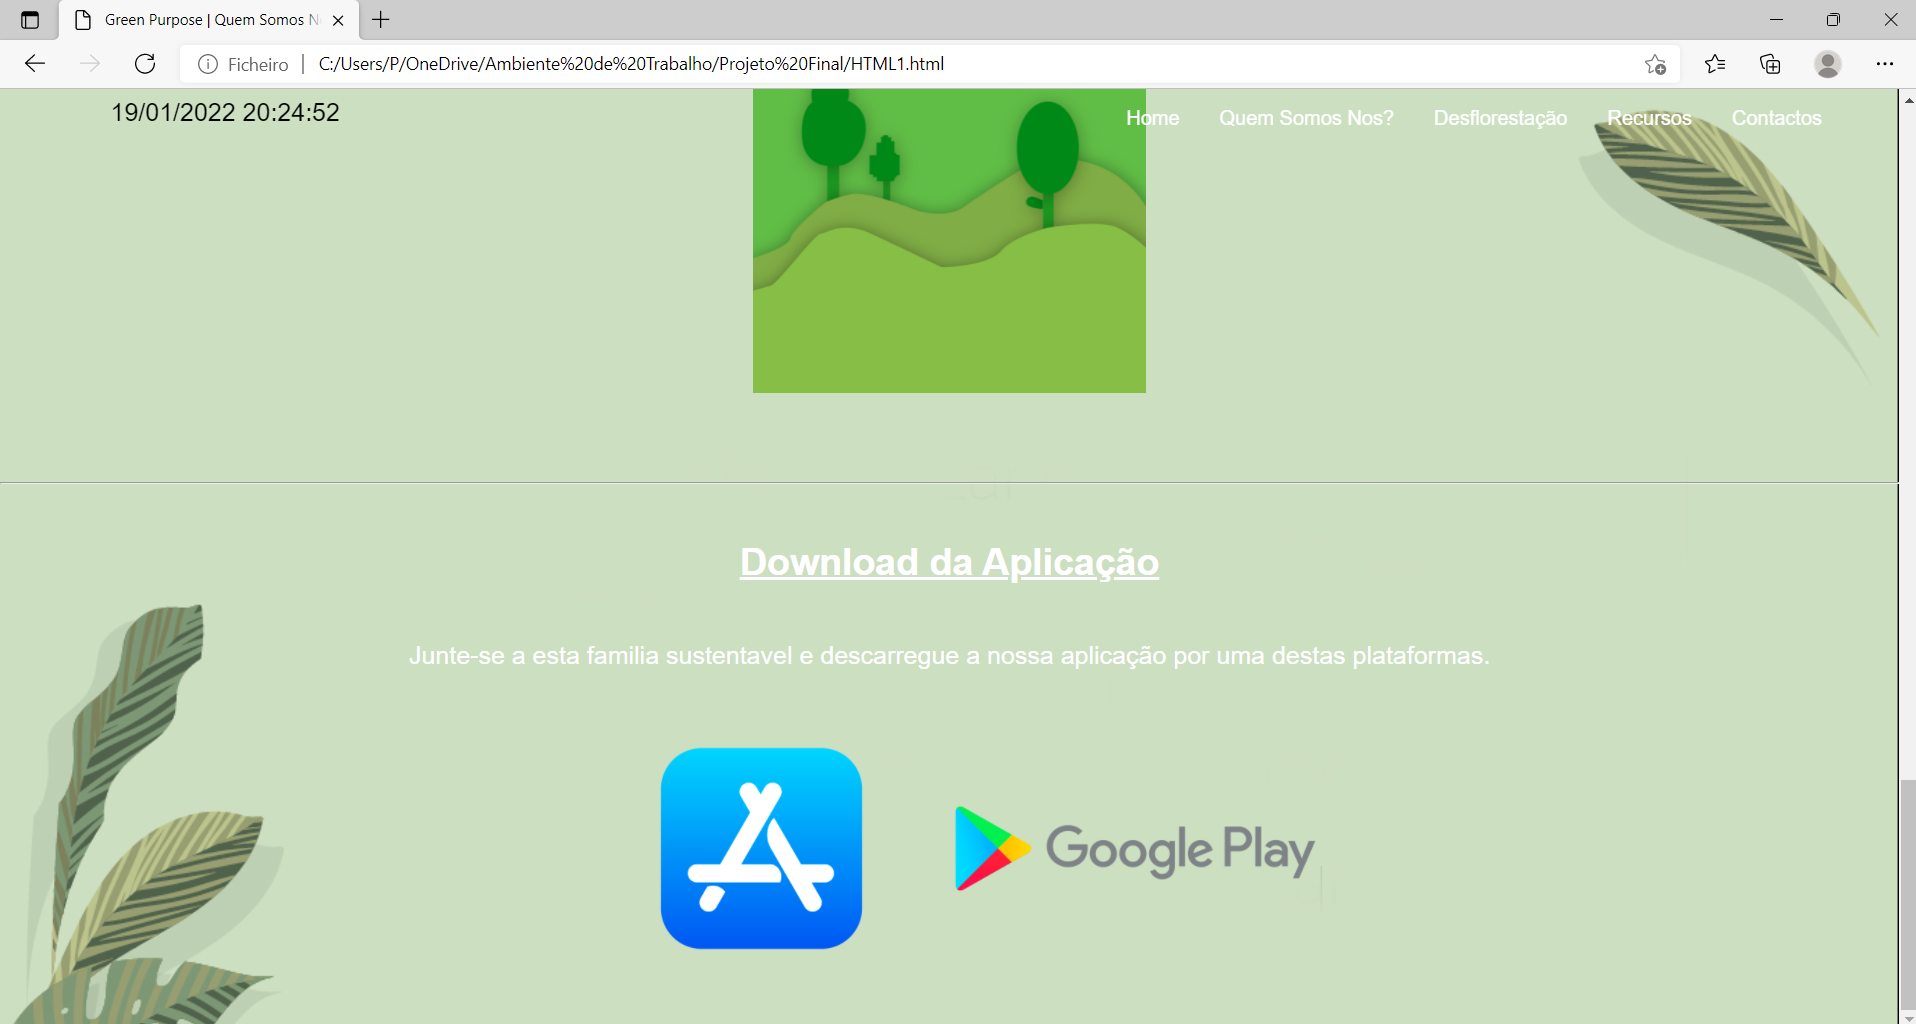 Green Purpose | Quem Somos N
Ficheiro
C:/Users/P/OneDrive/Ambiente%20de%20Trabalho/Projeto%20Final/HTML1.html
19/01/2022 20:24:52
Home Quem Somos Nos? Desflorestação Recursos Contactos
Download da Aplicação
Junte-se a esta familia sustentavel e descarregue a nossa aplicação por uma destas plataformas.
Google Play